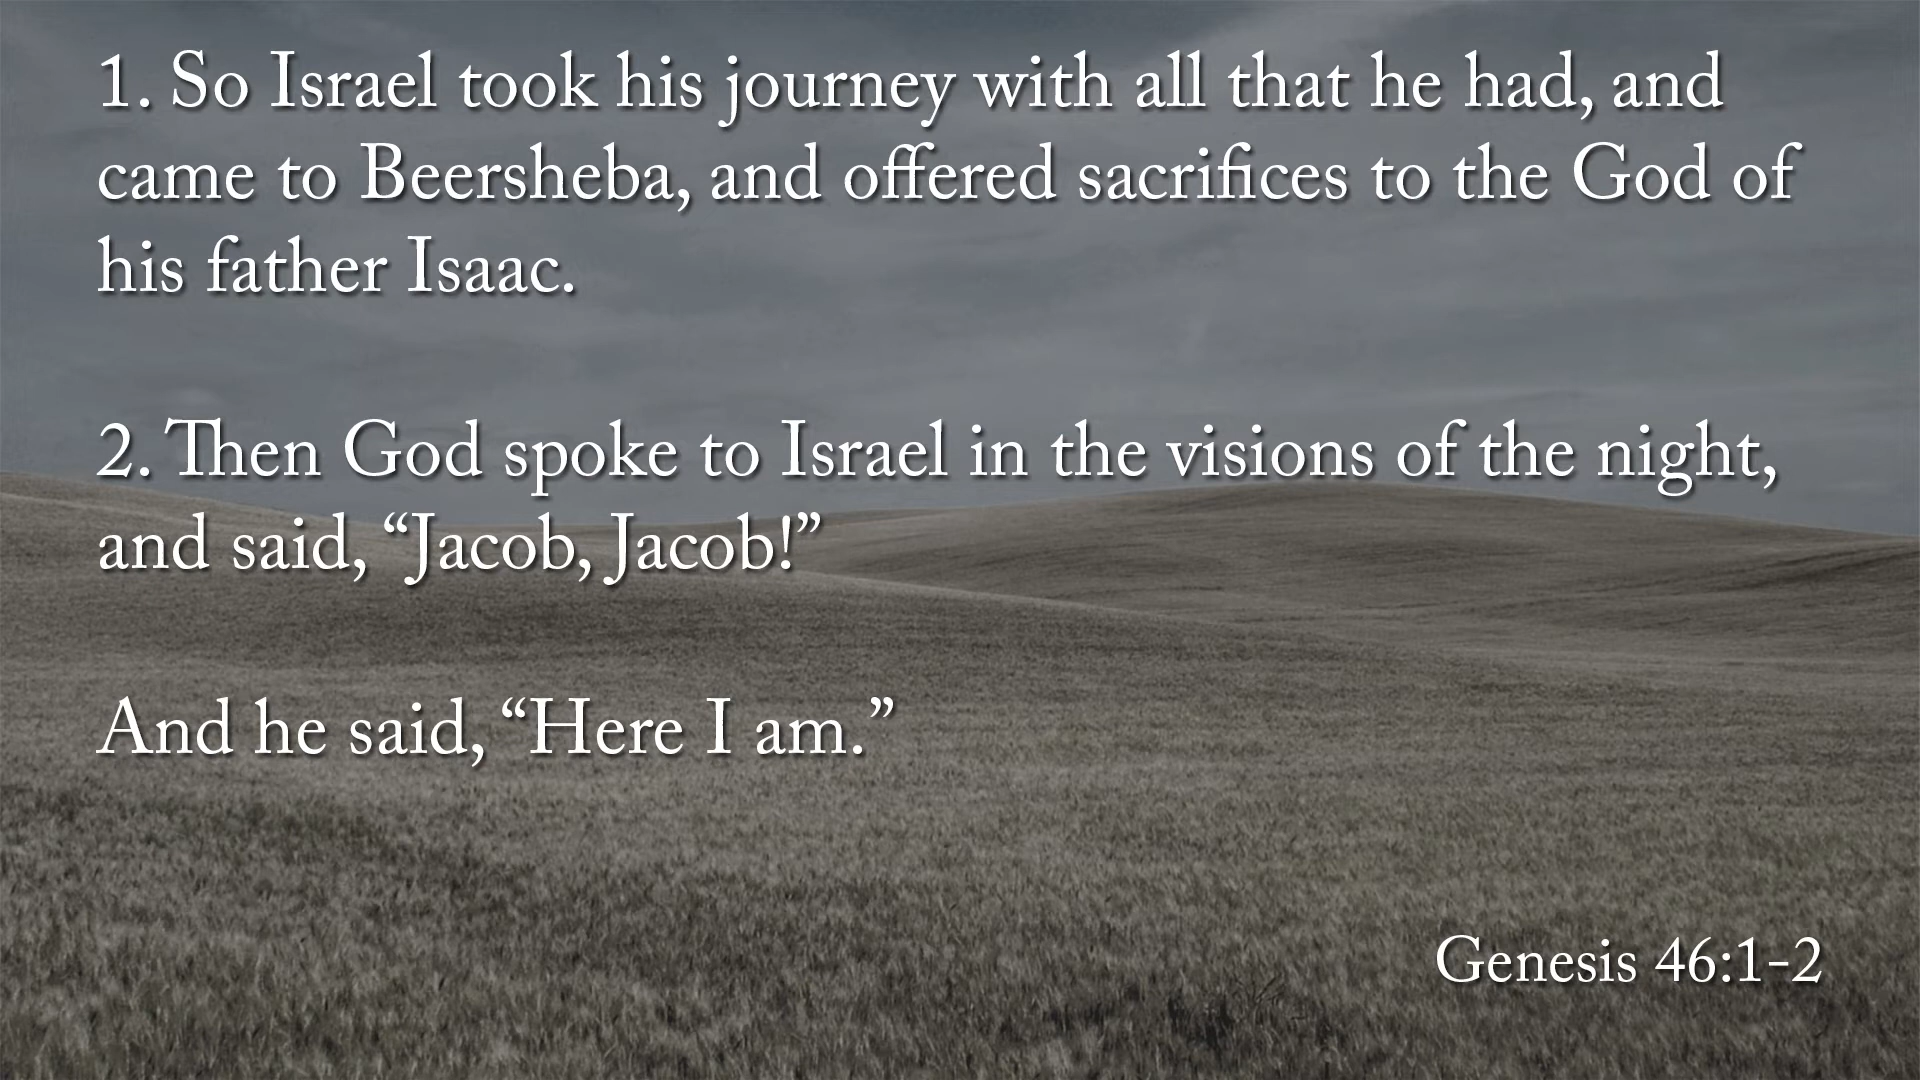 1. So Israel took his journey with all that he had, and
came to Beersheba, and offered sacrifices to the God of
his father Isaac.
2. Then God spoke to Israel in the visions of the night,
and said, “Jacob, Jacob!”
And he said, “Here I am.”
Genesis 46:1-2